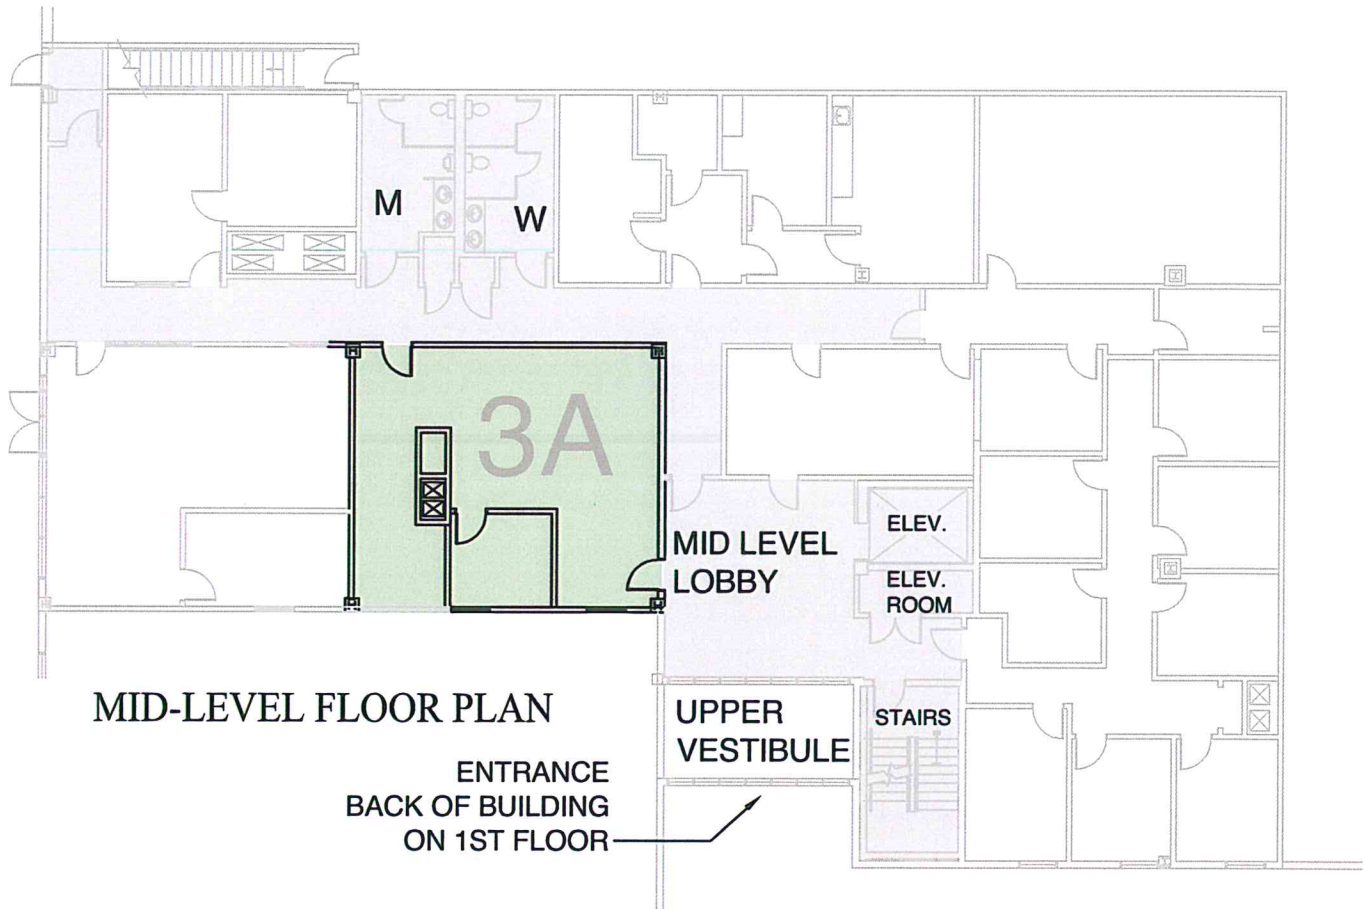 M
W
3A
ELEV.
MID LEVEL
LOBBY
ELEV.
ROOM
MID-LEVEL FLOOR PLAN
UPPER
VESTIBULE
STAIRS
ENTRANCE
BACK OF BUILDING
ON 1ST FLOOR